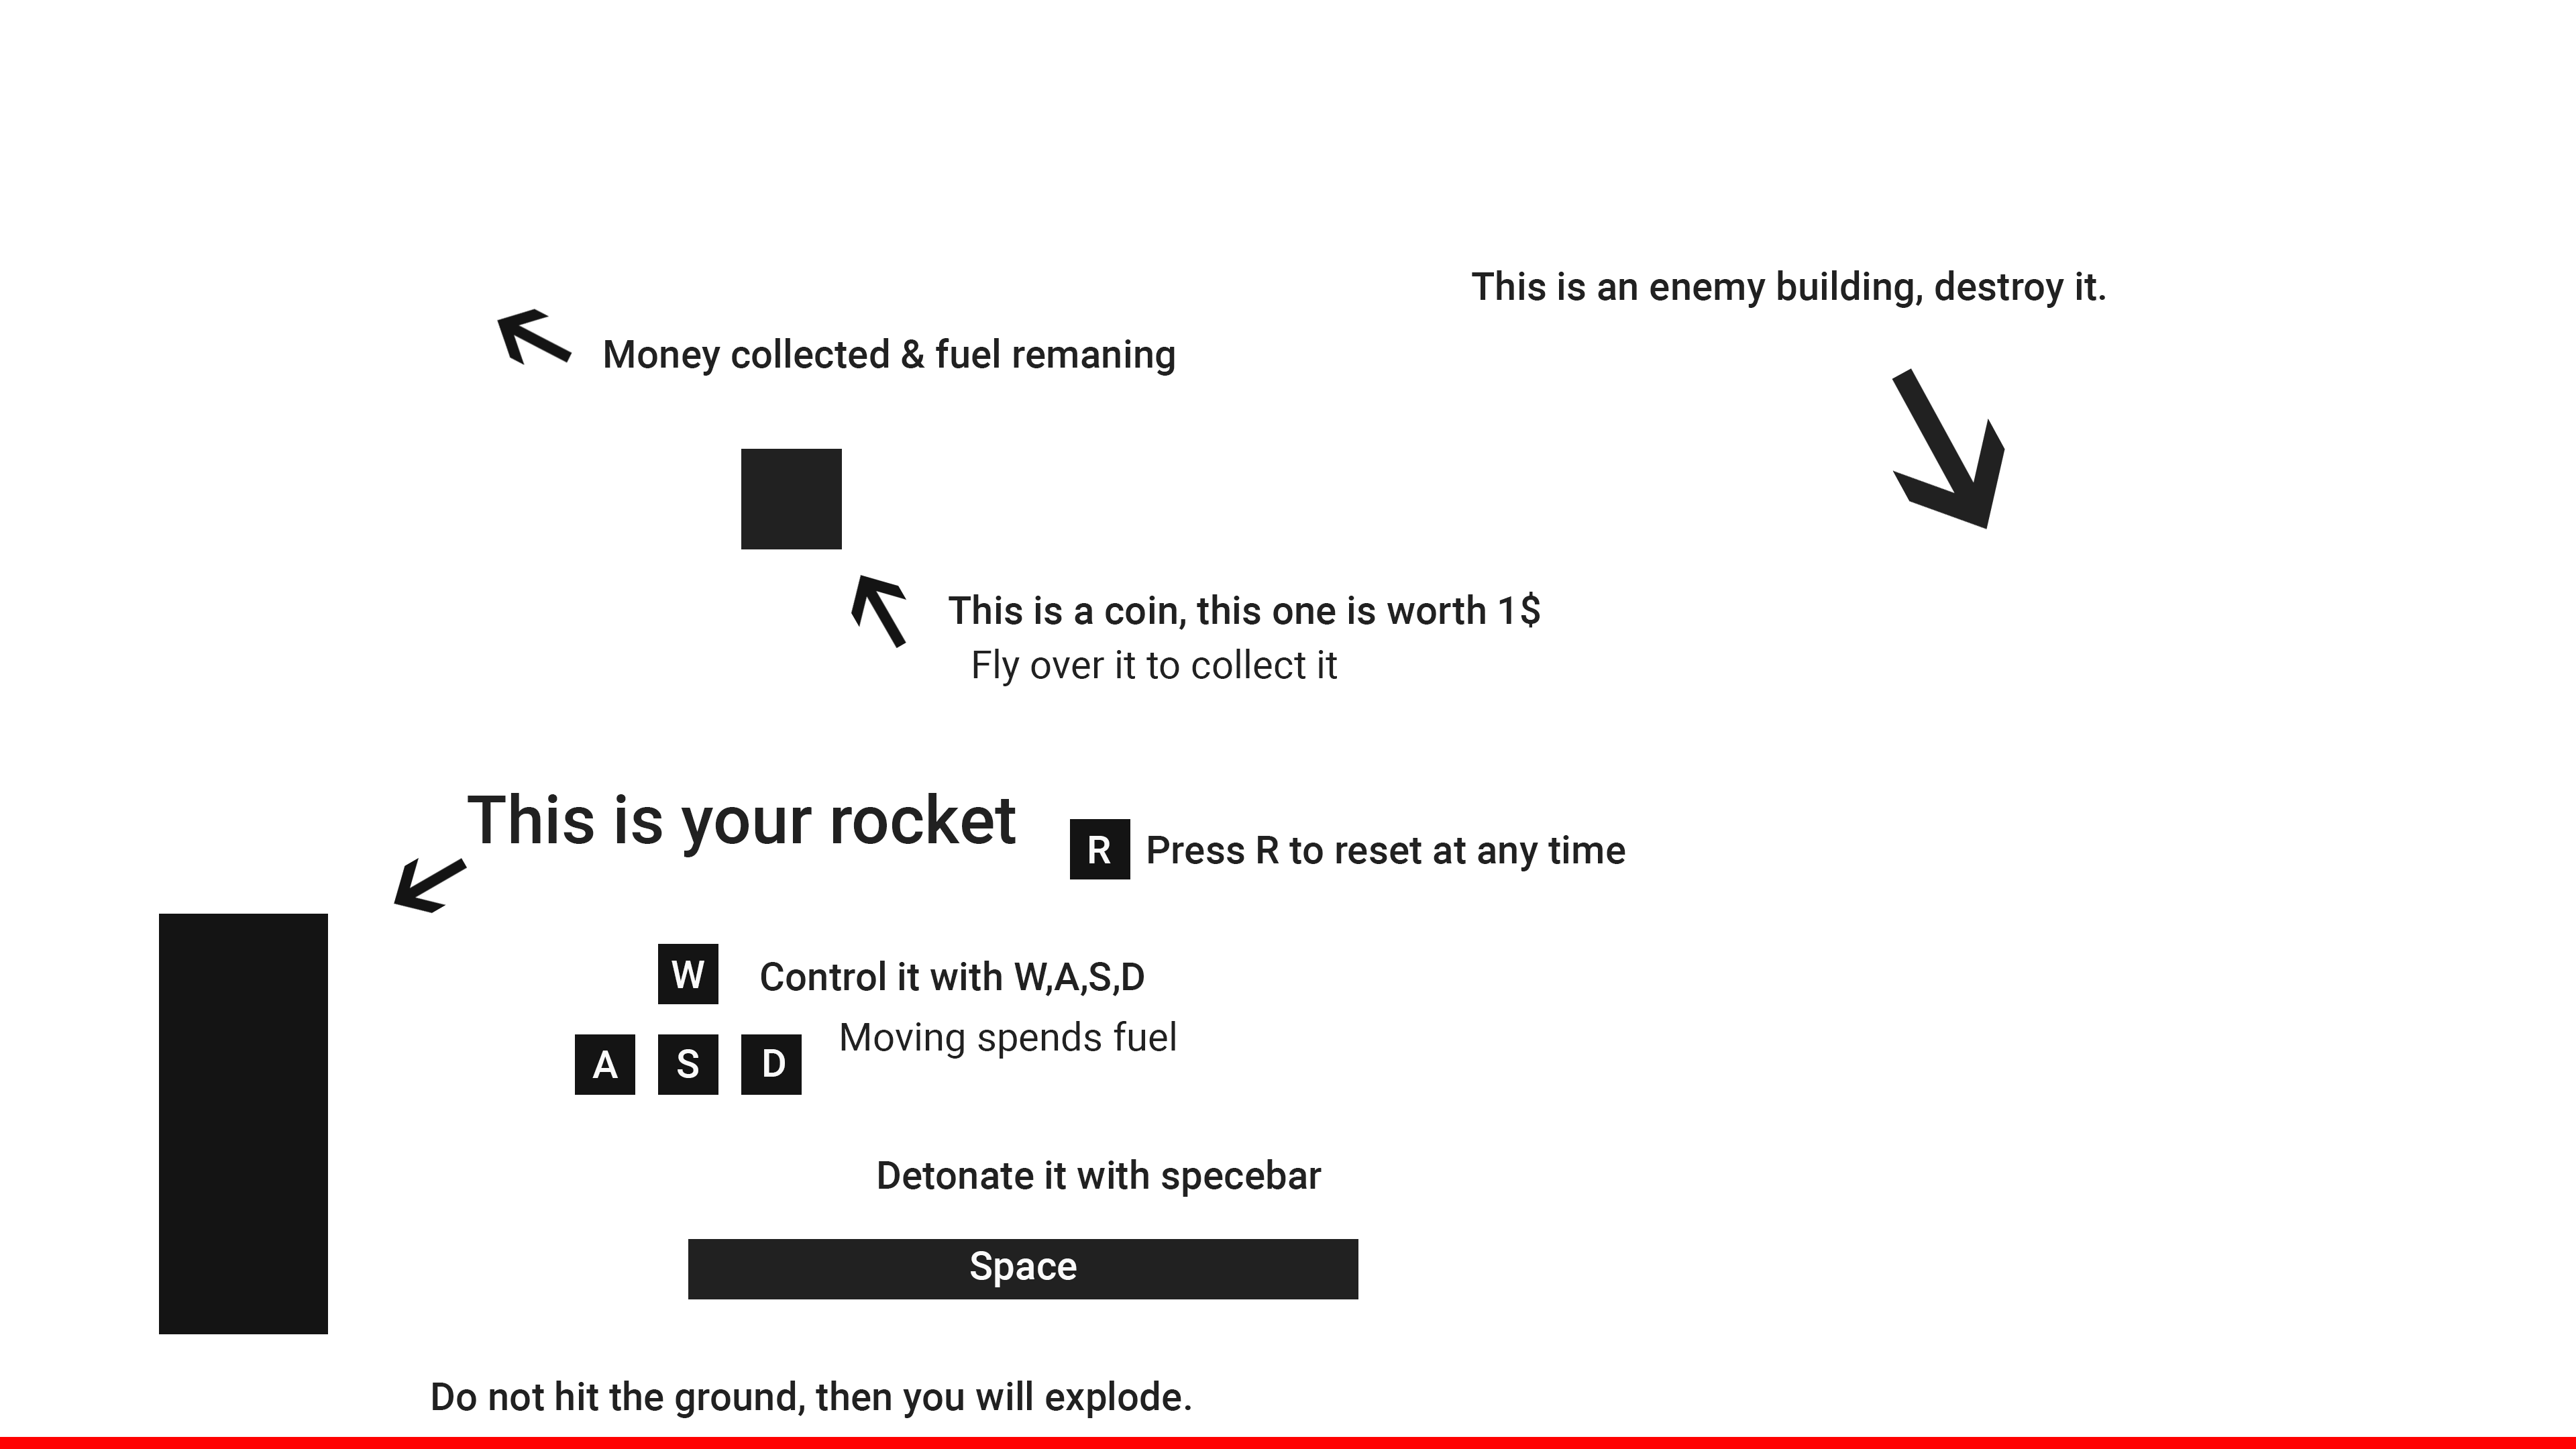 This is an enemy building, destroy it.
Money collected & fuel remaning
This is a coin, this one is worth 1$
Fly over it to collect it
This is your rocket
R Press R to reset at any time
W Control it with W,A,S,D
Moving spends fuel
A S D
Detonate it with specebar
Space
Do not hit the ground, then you will explode.